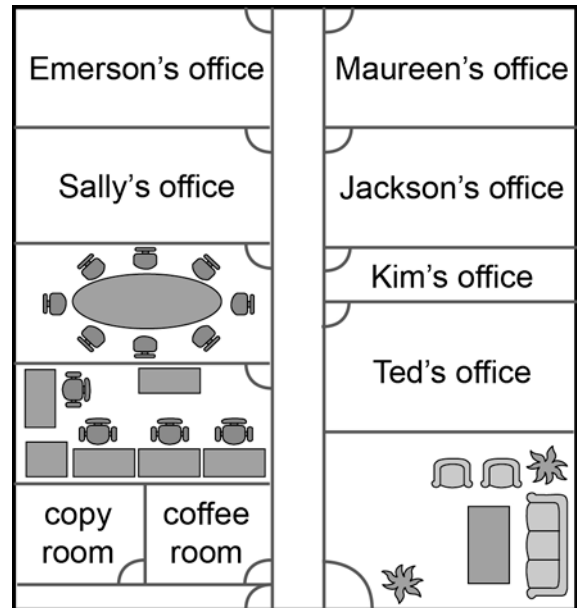 Emerson’s office
Maureen’s office
Sally’s office
Jackson’s office
Kim’s office
Ted’s office
copy
room
coffee
room